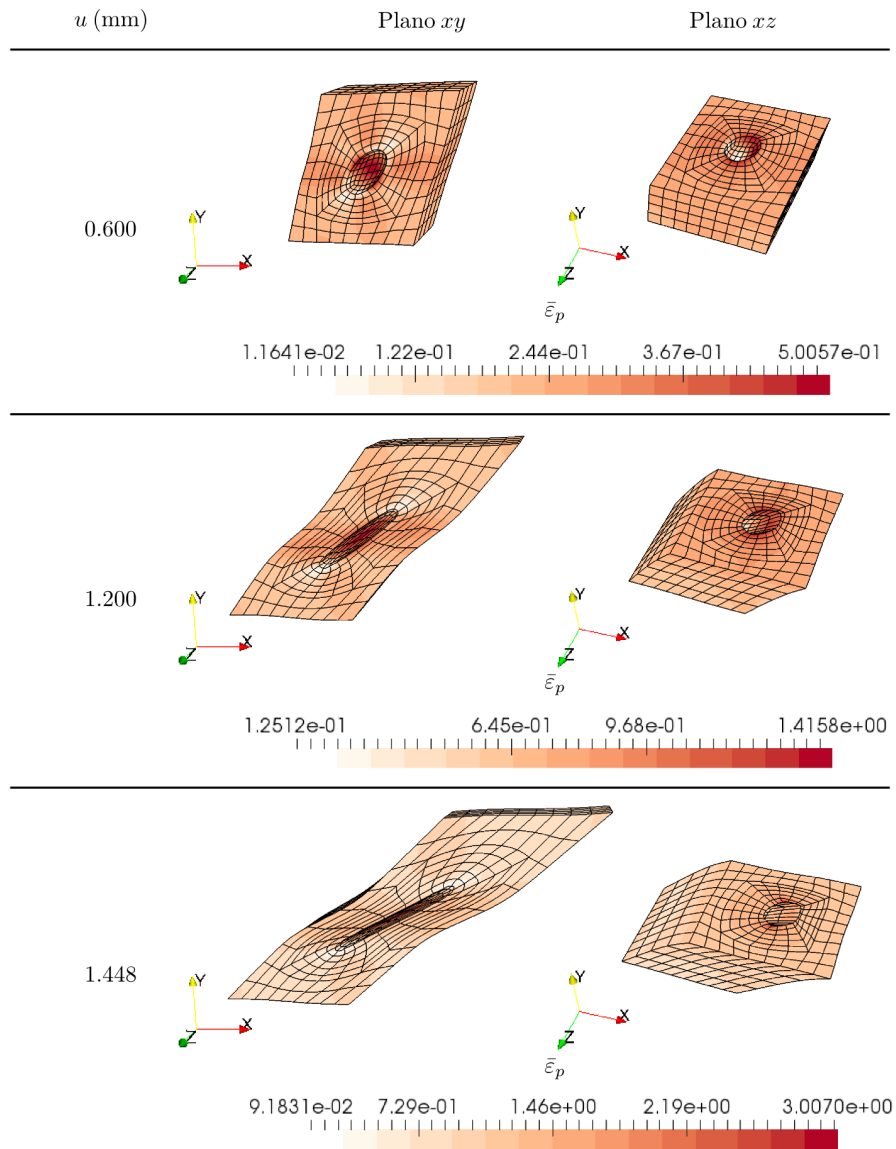 u (mm) Plano xy Plano xz
0.600
Y Z X
Y X Z
ε̄ₚ
1.1641e-02 1.22e-01 2.44e-01 3.67e-01 5.0057e-01
1.200
Y Z X
Y X Z
ε̄ₚ
1.2512e-01 6.45e-01 9.68e-01 1.4158e+00
1.448
Y Z X
Y X Z
ε̄ₚ
9.1831e-02 7.29e-01 1.46e+00 2.19e+00 3.0070e+00